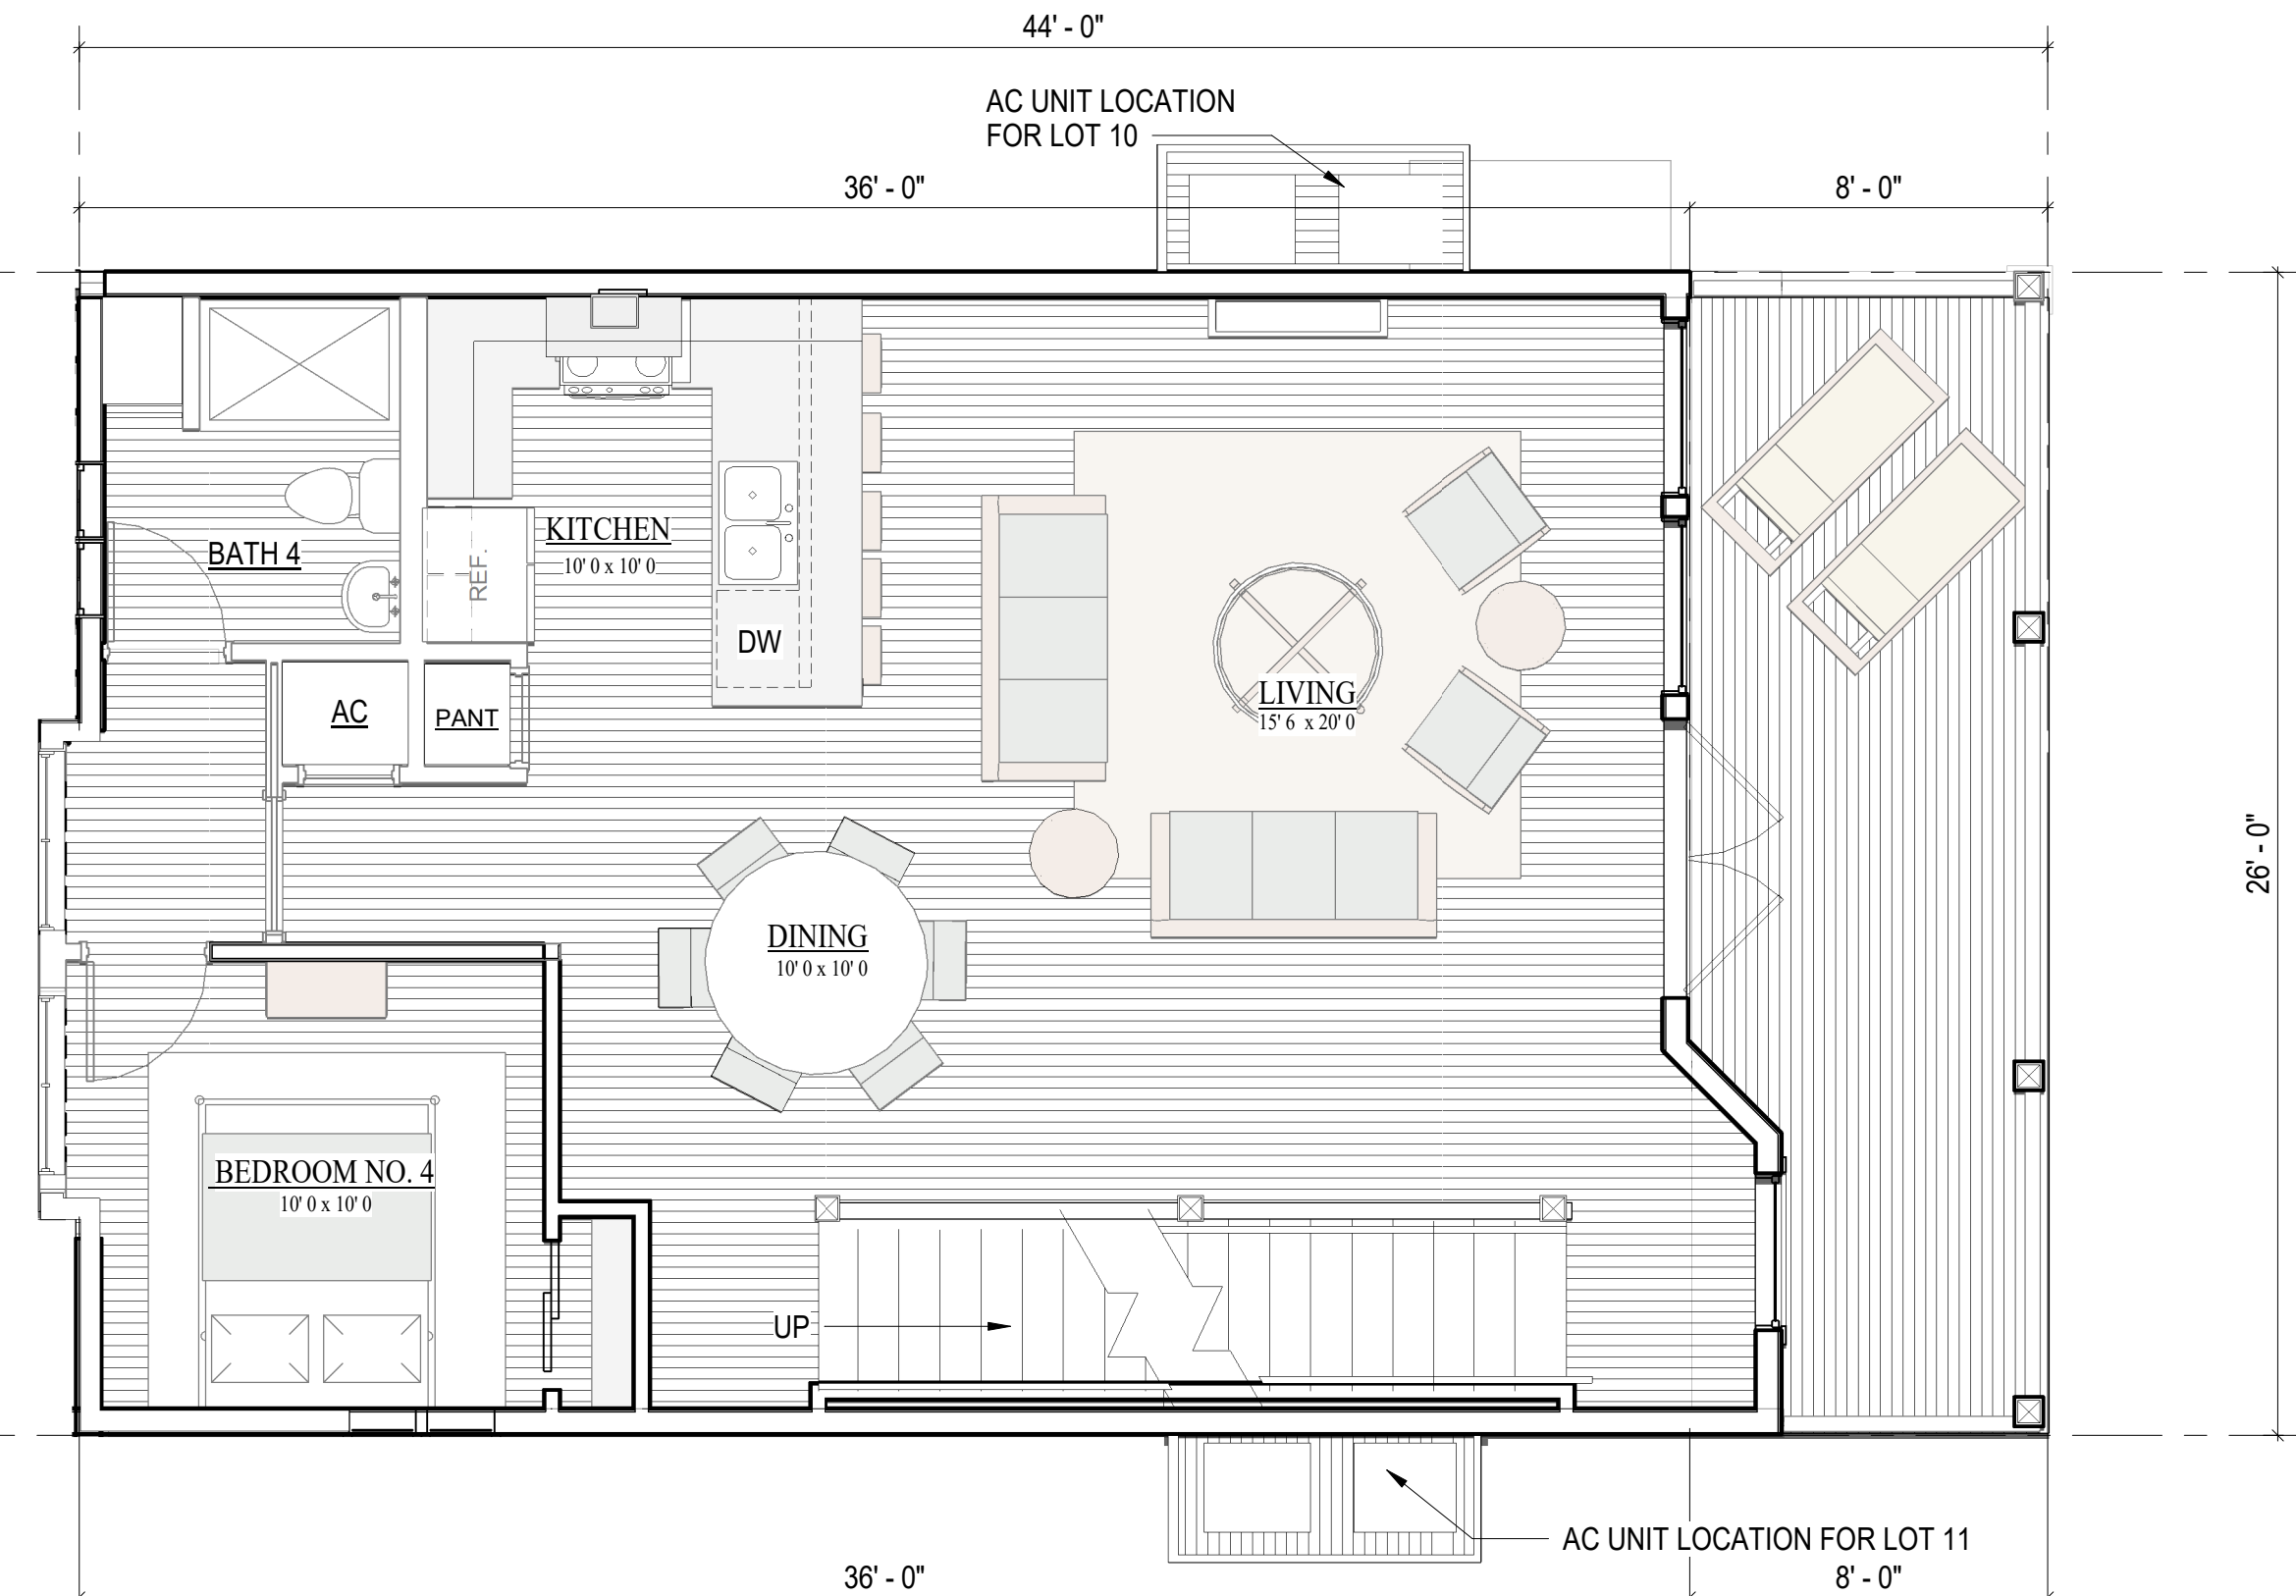 44' - 0"
AC UNIT LOCATION
FOR LOT 10
36' - 0"
8' - 0"
KITCHEN
10' 0 x 10' 0
BATH 4
REF.
DW
LIVING
15' 6 x 20' 0
AC
PANT
26' - 0"
DINING
10' 0 x 10' 0
BEDROOM NO. 4
10' 0 x 10' 0
UP
AC UNIT LOCATION FOR LOT 11
36' - 0"
8' - 0"